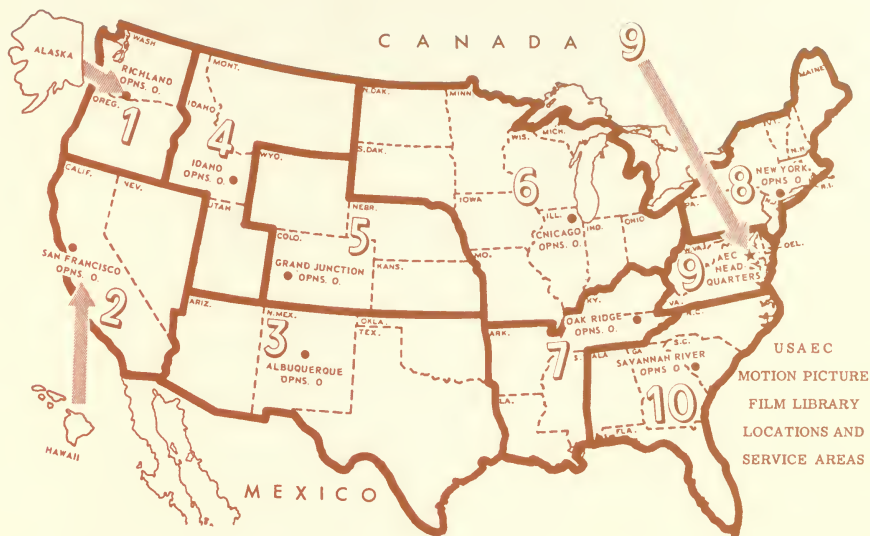 CANADA
9
ALASKA
WASH
RICHLAND
OPNS. O.
OREG.
1
MONT.
IDAHO
4
IDAHO
OPNS. O.
WYO.
UTAH
N.DAK.
S.DAK.
MINN
WIS.
MICH.
6
IOWA
ILL.
CHICAGO
OPNS. O.
IND.
OHIO
MO.
MAINE
VT.
N.H.
8
NEW YORK
OPNS O
R.I.
PA.
DEL.
9
AEC
HEAD-
QUARTERS
VA.
CALIF.
NEV.
SAN FRANCISCO
OPNS. O.
2
NEBR.
5
COLO.
GRAND JUNCTION
OPNS. O.
KANS.
ARIZ.
N.MEX.
3
ALBUQUERQUE
OPNS. O
OKLA.
TEX.
ARK.
KY.
OAK RIDGE
OPNS. O.
7
LA.
ALA
GA
N.C.
S.C.
SAVANNAH RIVER
OPNS O
10
FLA.
HAWAII
MEXICO
USAEC
MOTION PICTURE
FILM LIBRARY
LOCATIONS AND
SERVICE AREAS